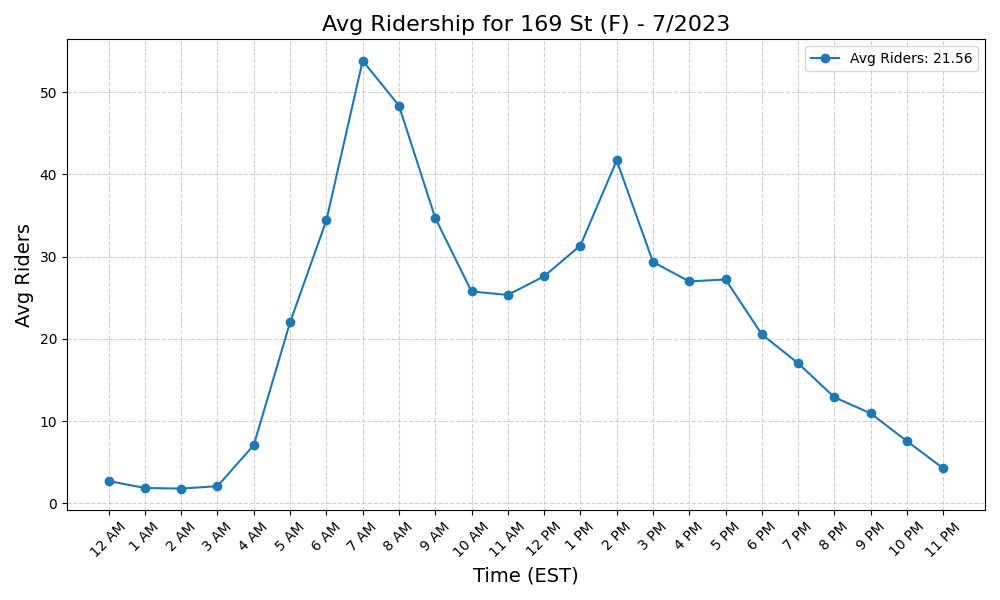 Avg Ridership for 169 St (F) - 7/2023
Avg Riders: 21.56
Avg Riders
50
40
30
20
10
0
12 AM
1 AM
2 AM
3 AM
4 AM
5 AM
6 AM
7 AM
8 AM
9 AM
10 AM
11 AM
12 PM
1 PM
2 PM
3 PM
4 PM
5 PM
6 PM
7 PM
8 PM
9 PM
10 PM
11 PM
Time (EST)